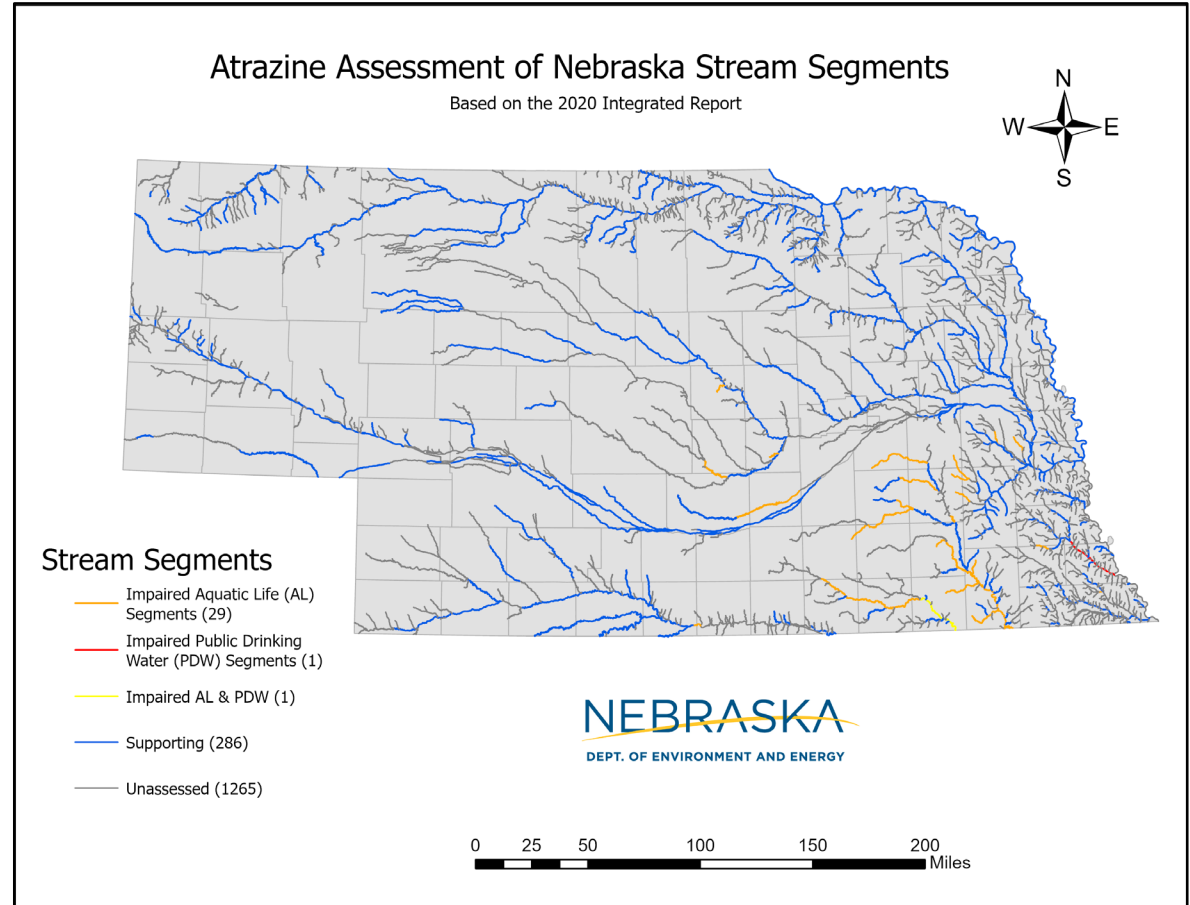 Atrazine Assessment of Nebraska Stream Segments
Based on the 2020 Integrated Report
N
W E
S
Stream Segments
Impaired Aquatic Life (AL)
Segments (29)
Impaired Public Drinking
Water (PDW) Segments (1)
Impaired AL & PDW (1)
Supporting (286)
Unassessed (1265)
NEBRASKA
DEPT. OF ENVIRONMENT AND ENERGY
0 25 50 100 150 200
Miles